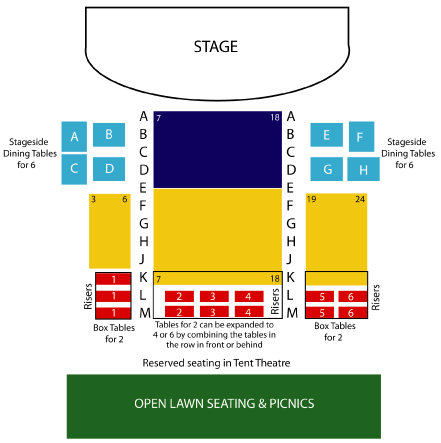 STAGE
A 7 18 A
B B
C C
D D
E E
F F
G G
H H
J J
K 7 18 K
L L
M M
A B
C D
E F
G H
Stageside
Dining Tables
for 6
Stageside
Dining Tables
for 6
3 6
19 24
1
1 2 3 4 5 6
1 2 3 4 5 6
Risers
Risers
Risers
Box Tables
for 2
Tables for 2 can be expanded to
4 or 6 by combining the tables in
the row in front or behind
Box Tables
for 2
Reserved seating in Tent Theatre
OPEN LAWN SEATING & PICNICS